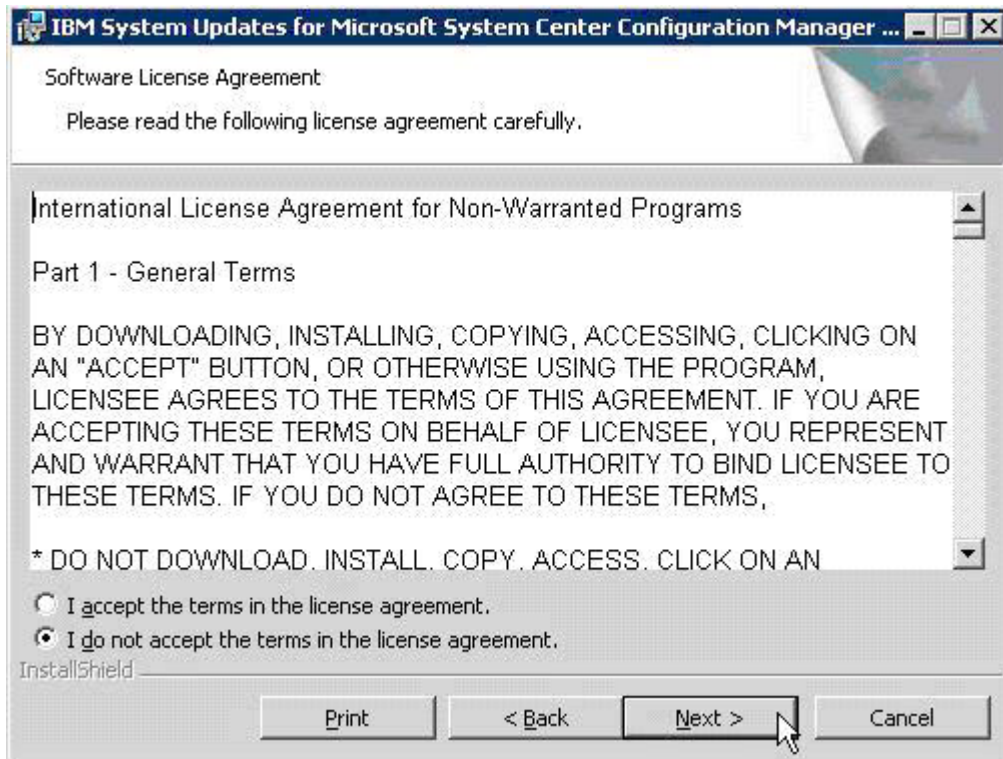 IBM System Updates for Microsoft System Center Configuration Manager ...
Software License Agreement
Please read the following license agreement carefully.
International License Agreement for Non-Warranted Programs
Part 1 - General Terms
BY DOWNLOADING, INSTALLING, COPYING, ACCESSING, CLICKING ON
AN "ACCEPT" BUTTON, OR OTHERWISE USING THE PROGRAM,
LICENSEE AGREES TO THE TERMS OF THIS AGREEMENT. IF YOU ARE
ACCEPTING THESE TERMS ON BEHALF OF LICENSEE, YOU REPRESENT
AND WARRANT THAT YOU HAVE FULL AUTHORITY TO BIND LICENSEE TO
THESE TERMS. IF YOU DO NOT AGREE TO THESE TERMS,
* DO NOT DOWNLOAD, INSTALL, COPY, ACCESS, CLICK ON AN
I accept the terms in the license agreement.
I do not accept the terms in the license agreement.
InstallShield
Print
< Back
Next >
Cancel